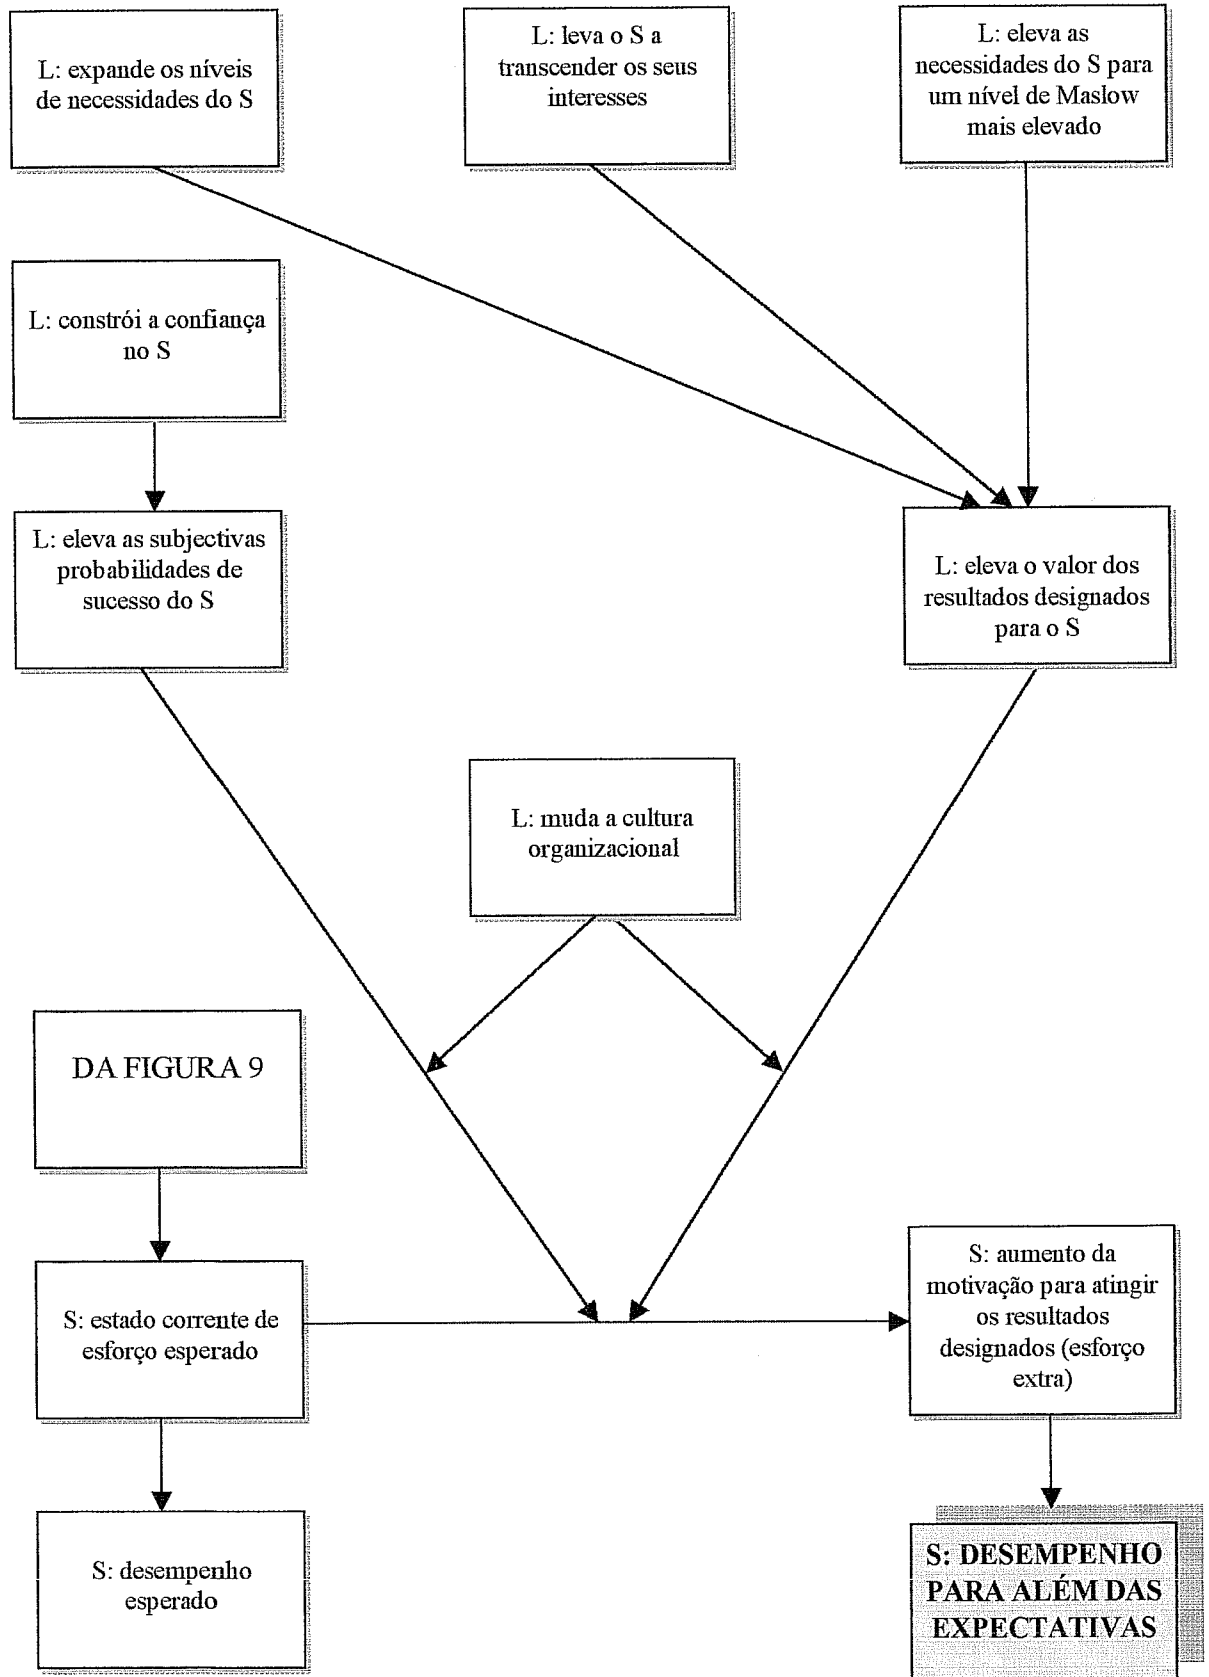 L: expande os níveis
de necessidades do S
L: leva o S a
transcender os seus
interesses
L: eleva as
necessidades do S para
um nível de Maslow
mais elevado
L: constrói a confiança
no S
L: eleva as subjectivas
probabilidades de
sucesso do S
L: eleva o valor dos
resultados designados
para o S
L: muda a cultura
organizacional
DA FIGURA 9
S: estado corrente de
esforço esperado
S: aumento da
motivação para atingir
os resultados
designados (esforço
extra)
S: desempenho
esperado
S: DESEMPENHO
PARA ALÉM DAS
EXPECTATIVAS